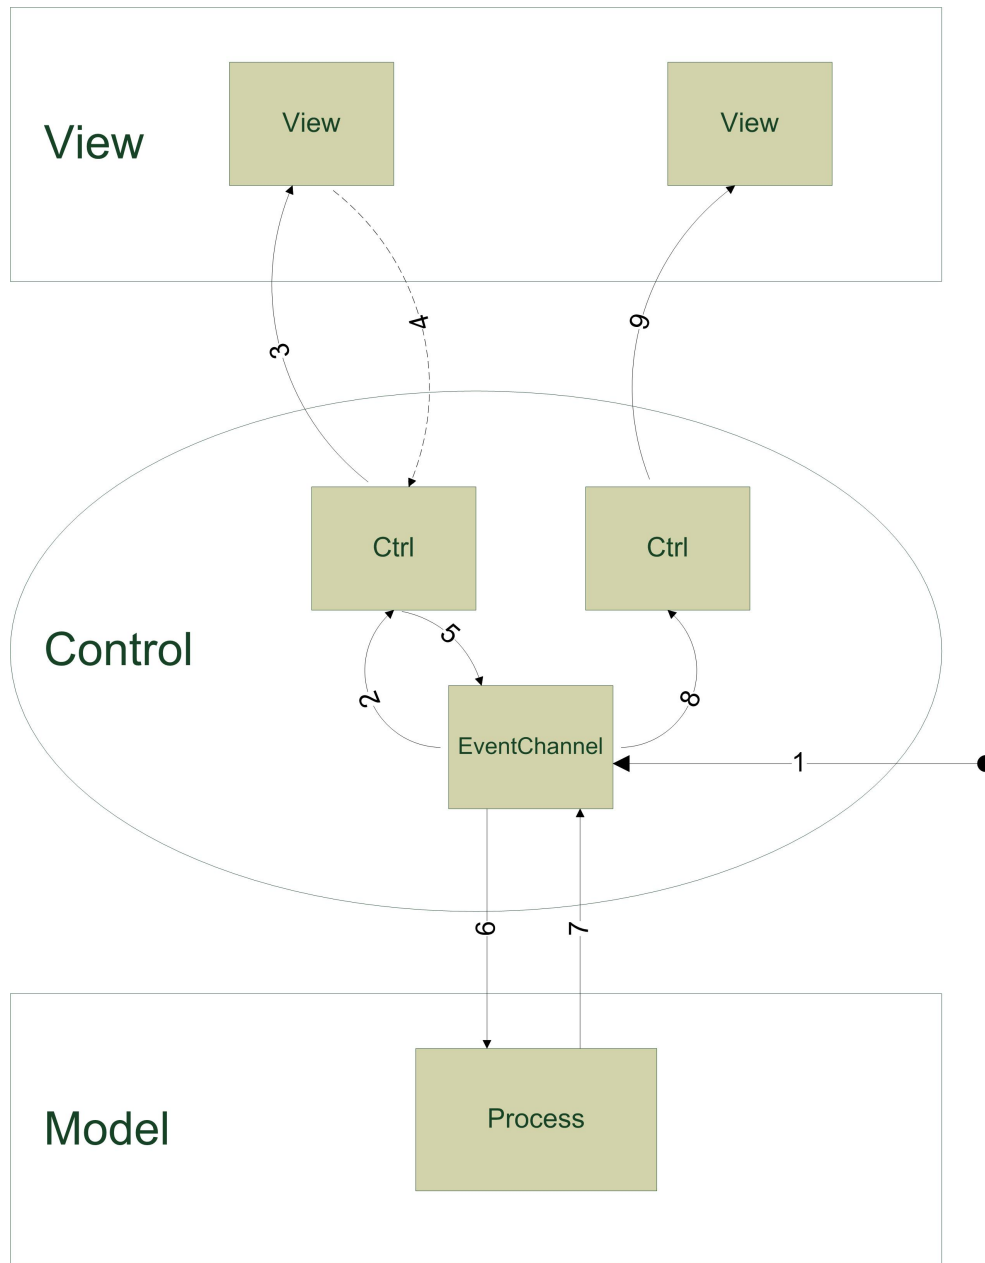 View
View
View
3
4
9
Ctrl
Ctrl
Control
5
2
8
EventChannel
1
6
7
Model
Process